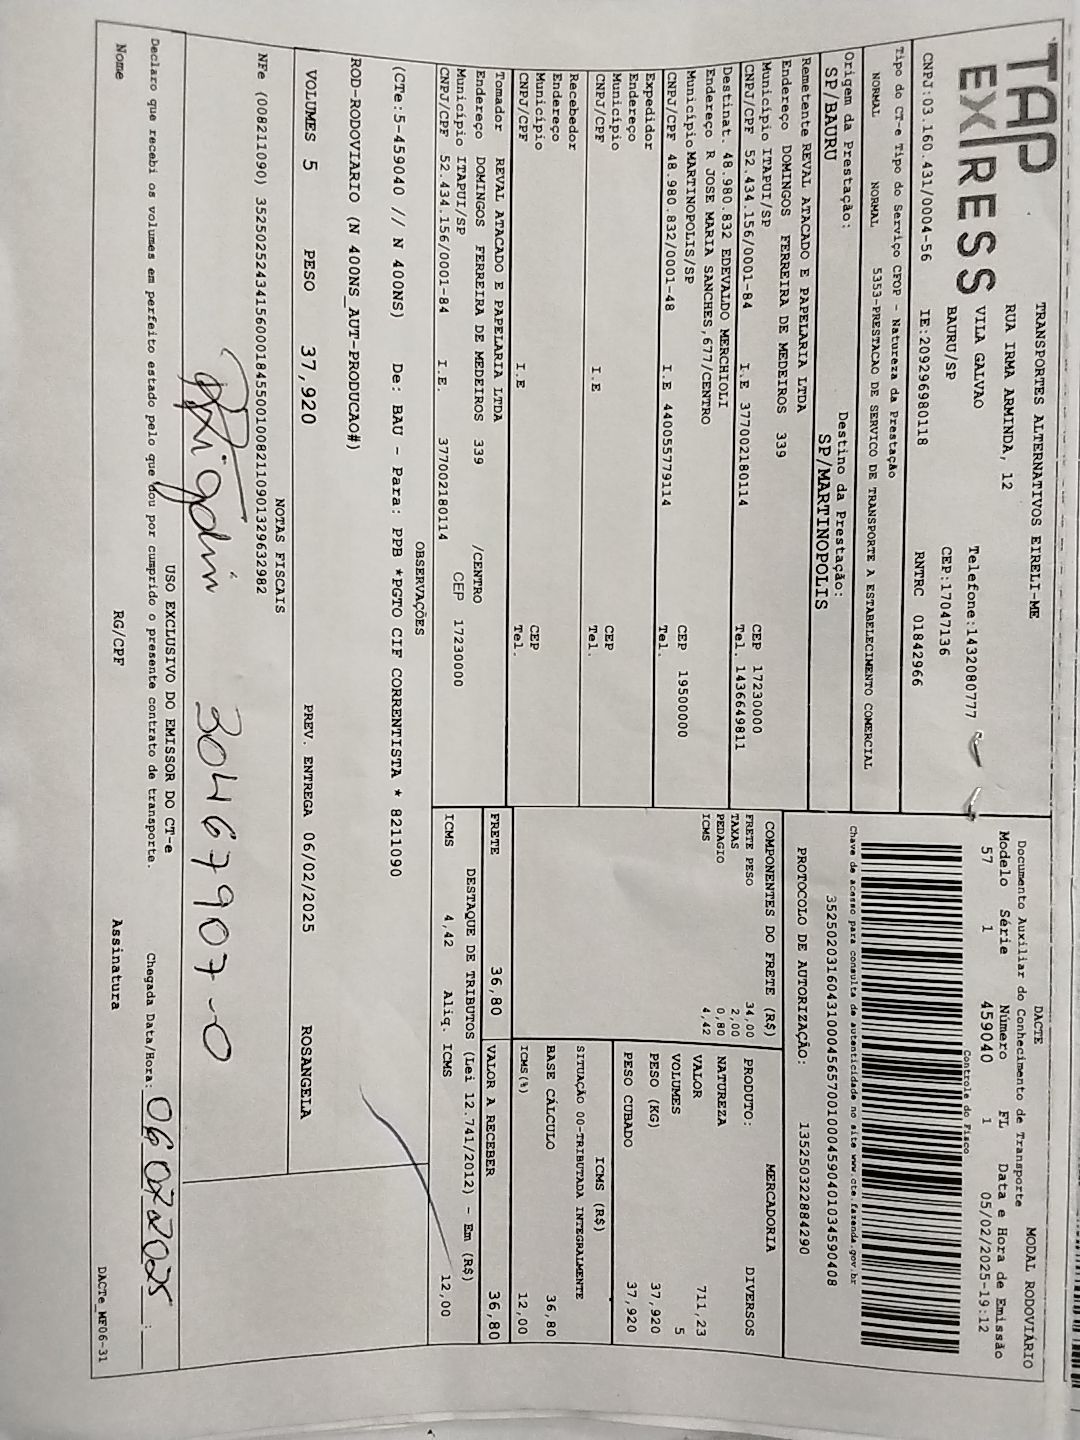 TAP
EXPRESS
TRANSPORTES ALTERNATIVOS EIRELI-ME
RUA IRMA ARMINDA, 12
VILA GALVAO
Telefone:1432080777
BAURU/SP
CEP:17047136
CNPJ:03.160.431/0004-56
IE:209296980118
RNTRC 01842966
Tipo do CT-e Tipo do Serviço CFOP - Natureza da Prestação
NORMAL NORMAL 5353-PRESTACAO DE SERVICO DE TRANSPORTE A ESTABELECIMENTO COMERCIAL
Origem da Prestação: Destino da Prestação:
SP/BAURU SP/MARTINOPOLIS
DACTE MODAL RODOVIÁRIO
Documento Auxiliar do Conhecimento de Transporte
Modelo Série Número FL Data e Hora de Emissão
57 1 459040 1 05/02/2025-19:12
Controle do Fisco
Chave de acesso para consulta de autenticidade no site www.cte.fazenda.gov.br
35250203160431000456570010004590401034590408
PROTOCOLO DE AUTORIZAÇÃO: 135250322884290
Remetente REVAL ATACADO E PAPELARIA LTDA
Endereço DOMINGOS FERREIRA DE MEDEIROS 339
Município ITAPUI/SP CEP 17230000
CNPJ/CPF 52.434.156/0001-84 I.E. 377002180114 Tel. 1436649811
Destinat. 48.980.832 EDEVALDO MERCHIOLI
Endereço R JOSE MARIA SANCHES,677/CENTRO
Município MARTINOPOLIS/SP CEP 19500000
CNPJ/CPF 48.980.832/0001-48 I.E 440055779114 Tel.
Expedidor
Endereço
Município CEP
CNPJ/CPF I.E Tel.
Recebedor
Endereço
Município CEP
CNPJ/CPF I.E Tel.
Tomador REVAL ATACADO E PAPELARIA LTDA
Endereço DOMINGOS FERREIRA DE MEDEIROS 339 /CENTRO
Município ITAPUI/SP CEP 17230000
CNPJ/CPF 52.434.156/0001-84 I.E. 377002180114
COMPONENTES DO FRETE (R$)
FRETE PESO 34,00
TAXAS 2,00
PEDAGIO 0,80
ICMS 4,42
MERCADORIA
PRODUTO: DIVERSOS
NATUREZA
VALOR 711,23
VOLUMES 5
PESO (KG) 37,920
PESO CUBADO 37,920
ICMS (R$)
SITUAÇÃO 00-TRIBUTADA INTEGRALMENTE
BASE CÁLCULO 36,80
ICMS(%) 12,00
FRETE 36,80 VALOR A RECEBER 36,80
DESTAQUE DE TRIBUTOS (Lei 12.741/2012) - Em (R$)
ICMS 4,42 Aliq. ICMS 12,00
OBSERVAÇÕES
(CTe:5-459040 // N 400NS) De: BAU - Para: PPB *PGTO CIF CORRENTISTA * 8211090
ROD-RODOVIARIO (N 400NS_AUT-PRODUCAO#)
VOLUMES 5 PESO 37,920 PREV. ENTREGA 06/02/2025 ROSANGELA
NOTAS FISCAIS
NFe (008211090) 35250252434156000184550010082110901329632982
30467907-0
USO EXCLUSIVO DO EMISSOR DO CT-e
Declaro que recebi os volumes em perfeito estado pelo que dou por cumprido o presente contrato de transporte. Chegada Data/Hora: 06 02 2025 :
Nome RG/CPF Assinatura
DACTe_MF06-31